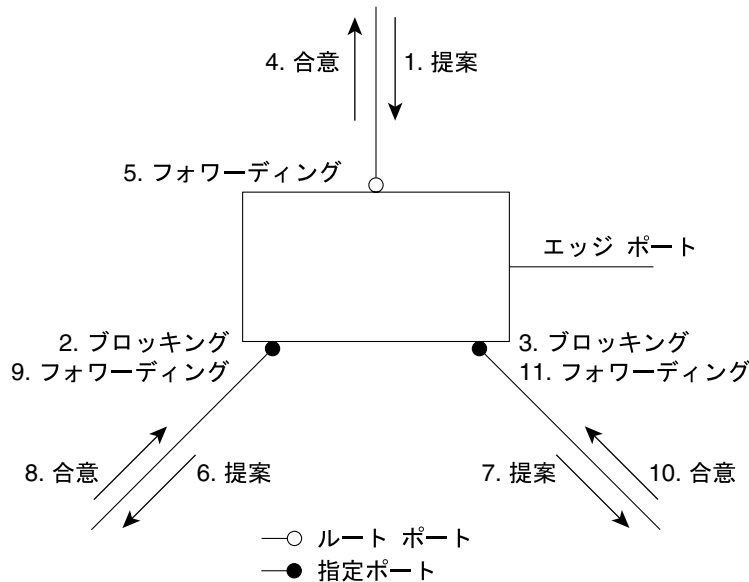 4. 合意
1. 提案
5. フォワーディング
エッジ ポート
2. ブロッキング
9. フォワーディング
3. ブロッキング
11. フォワーディング
8. 合意
6. 提案
7. 提案
10. 合意
ルート ポート
指定ポート